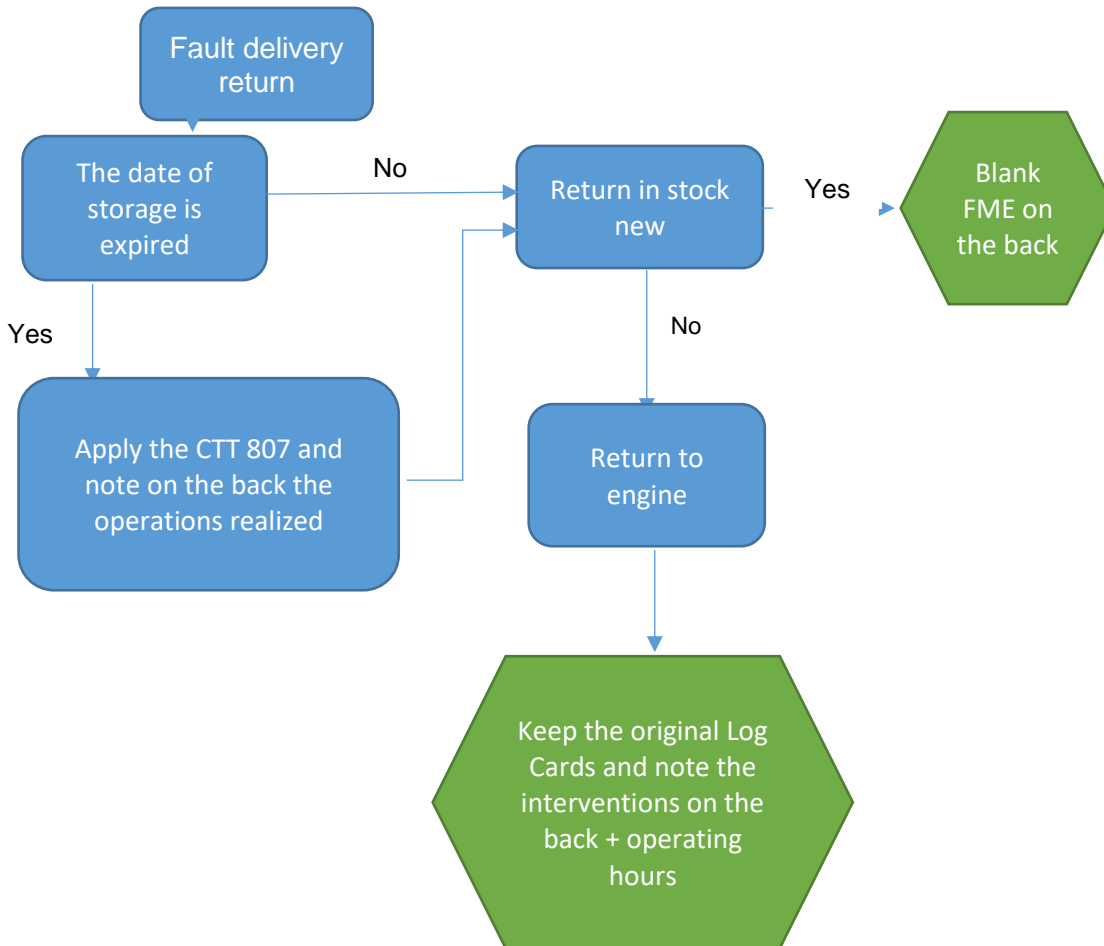 Fault delivery
return
The date of
storage is
expired
No
Return in stock
new
Yes
Blank
FME on
the back
Yes
No
Apply the CTT 807 and
note on the back the
operations realized
Return to
engine
Keep the original Log
Cards and note the
interventions on the
back + operating
hours